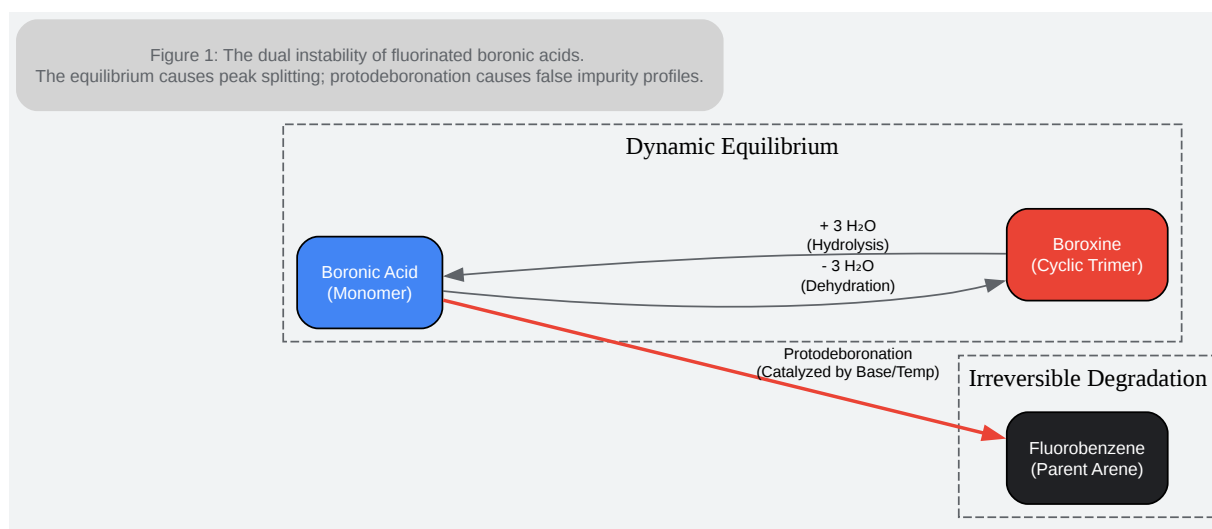 Figure 1: The dual instability of fluorinated boronic acids.
The equilibrium causes peak splitting; protodeboronation causes false impurity profiles.
Dynamic Equilibrium
+ 3 H₂O
(Hydrolysis)
- 3 H₂O
(Dehydration)
Boronic Acid
(Monomer)
Boroxine
(Cyclic Trimer)
Protodeboronation
(Catalyzed by Base/Temp)
Irreversible Degradation
Fluorobenzene
(Parent Arene)